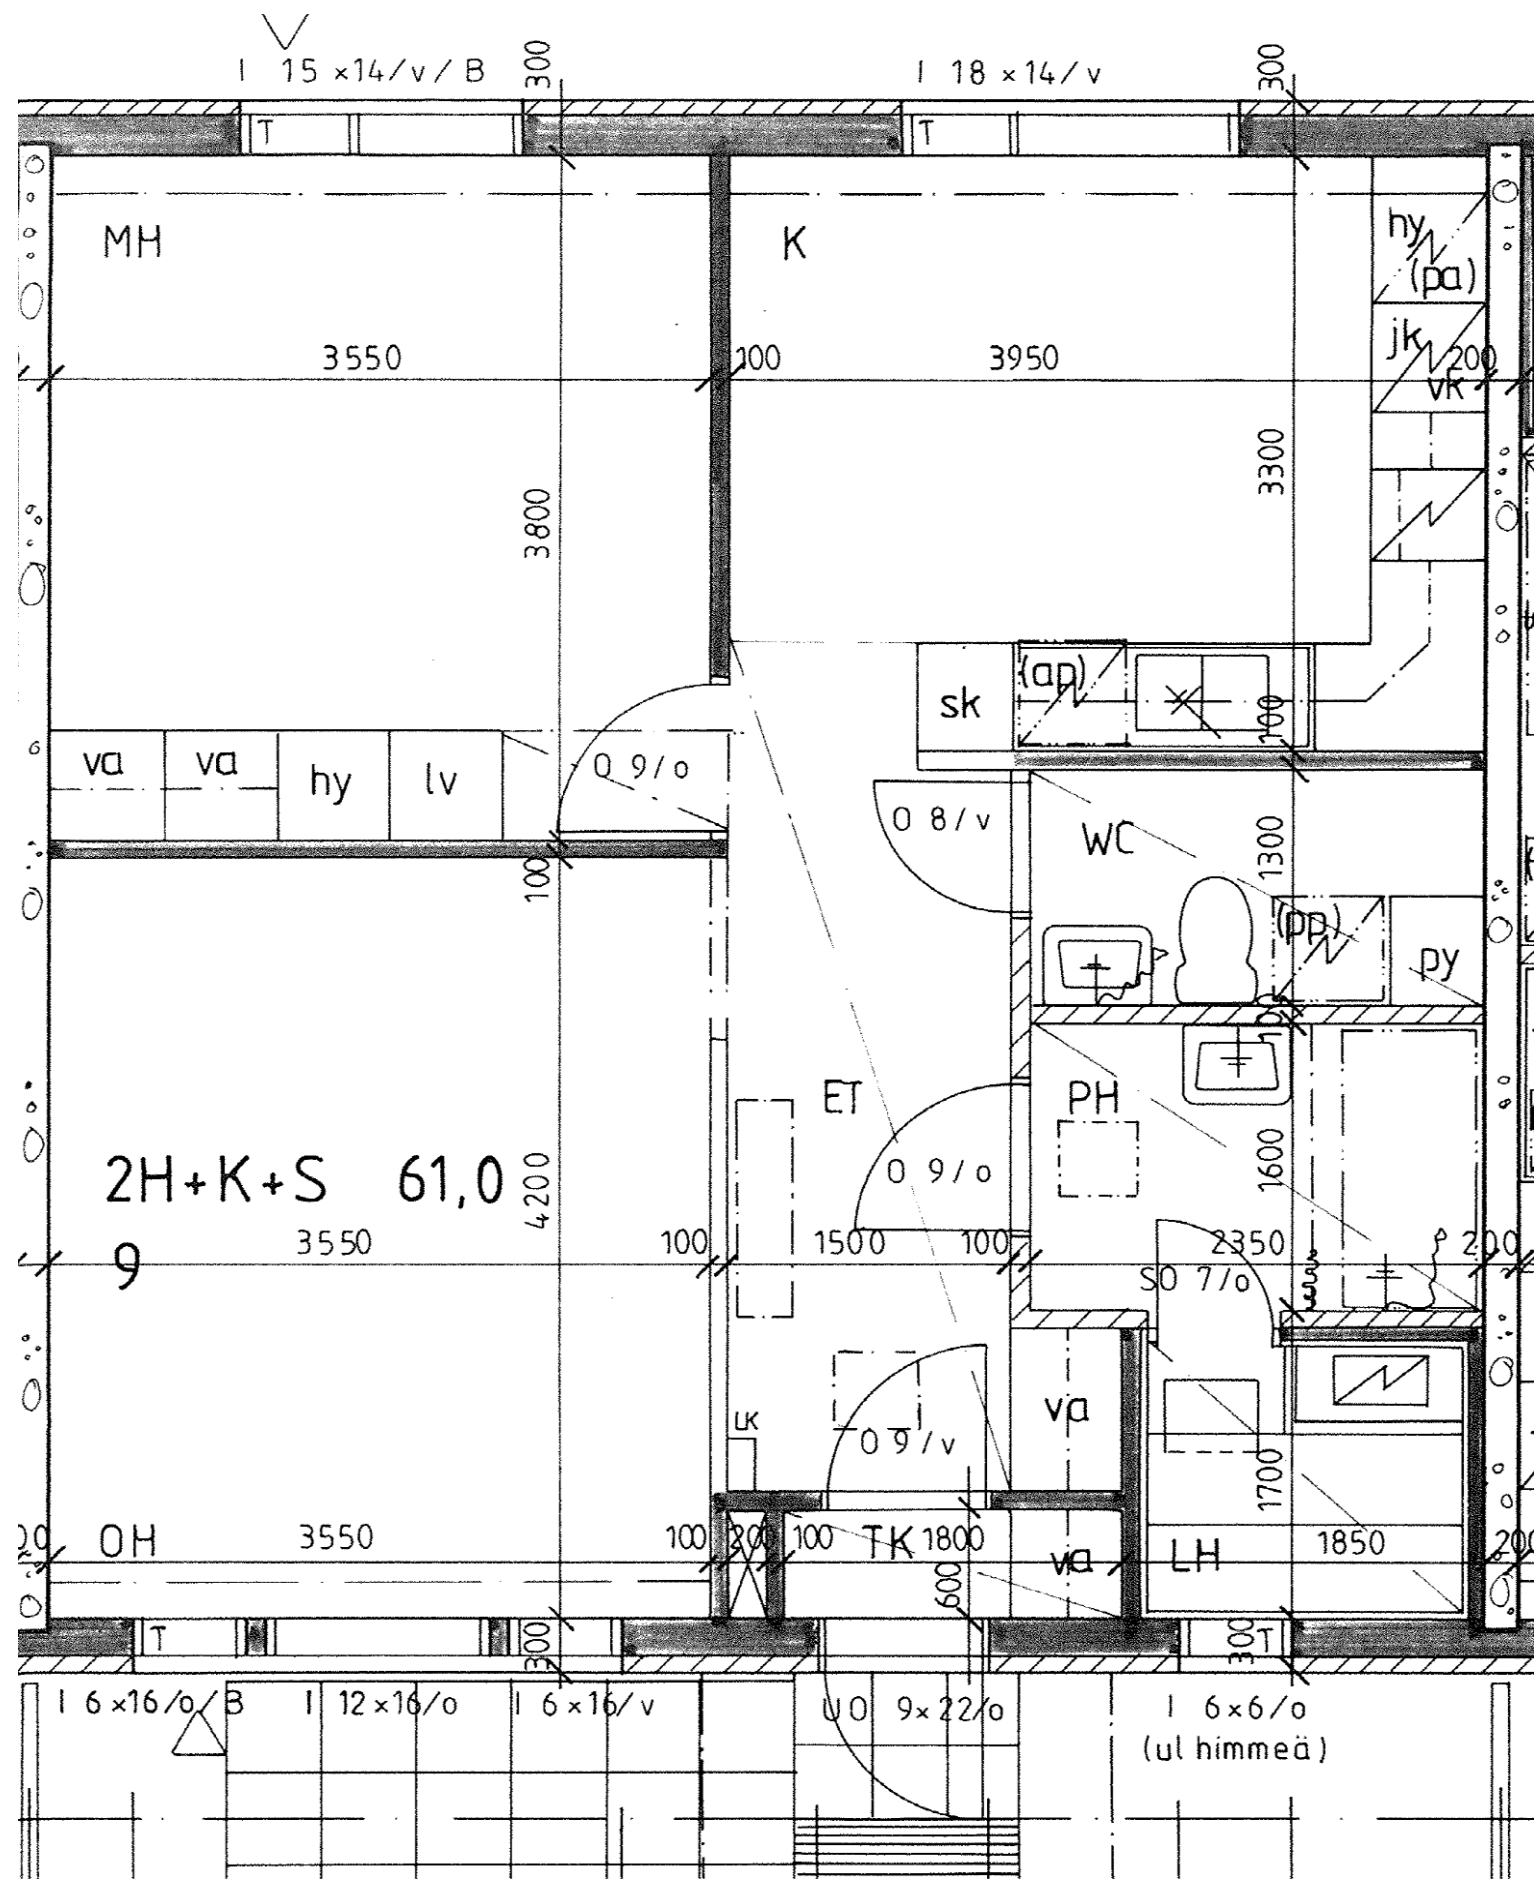 I 15 ×14/v/B
300
I 18 ×14/v
300
T
T
MH
K
hy
(pa)
jk
vk
3550
100
3950
200
3800
3300
(ap)
sk
100
va
va
hy
lv
O 9/o
O 8/v
WC
1300
100
(pp)
py
100
ET
PH
2H+K+S 61,0
9
4200
1600
O 9/o
3550
100
1500
100
2350
200
SO 7/o
LK
va
O 9/v
1700
OH
3550
100
200
100
TK
1800
va
LH
1850
200
600
T
300
300
T
I 6×16/o/B
I 12×16/o
I 6×16/v
UO 9×22/o
I 6×6/o
(ul himmeä)